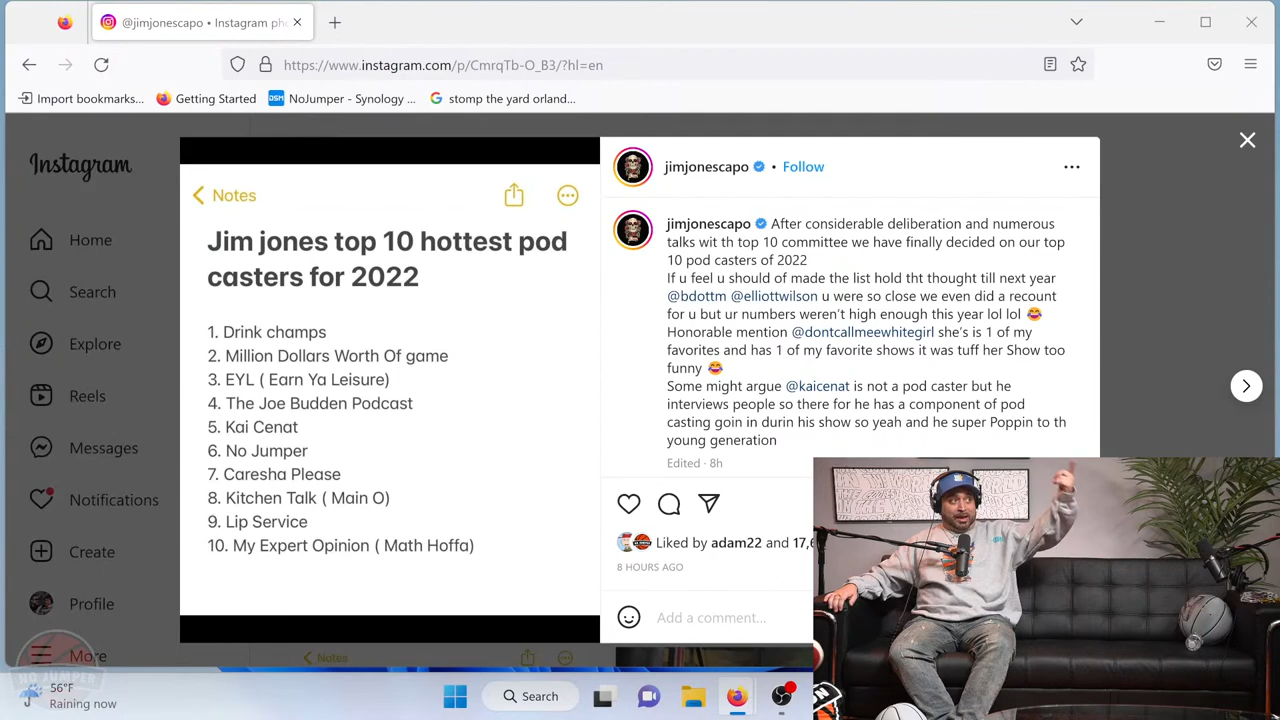 @jimjonescapo • Instagram pho
https://www.instagram.com/p/CmrqTb-O_B3/?hl=en
Import bookmarks...
Getting Started
DSM
NoJumper - Synology ...
stomp the yard orland...
Instagram
Home
Search
Explore
Reels
Messages
Notifications
Create
Profile
More
Notes
Jim jones top 10 hottest pod
casters for 2022
1. Drink champs
2. Million Dollars Worth Of game
3. EYL ( Earn Ya Leisure)
4. The Joe Budden Podcast
5. Kai Cenat
6. No Jumper
7. Caresha Please
8. Kitchen Talk ( Main O)
9. Lip Service
10. My Expert Opinion ( Math Hoffa)
jimjonescapo • Follow
jimjonescapo After considerable deliberation and numerous
talks wit th top 10 committee we have finally decided on our top
10 pod casters of 2022
If u feel u should of made the list hold tht thought till next year
@bdottm @elliottwilson u were so close we even did a recount
for u but ur numbers weren't high enough this year lol lol 😂
Honorable mention @dontcallmeewhitegirl she's is 1 of my
favorites and has 1 of my favorite shows it was tuff her Show too
funny 😂
Some might argue @kaicenat is not a pod caster but he
interviews people so there for he has a component of pod
casting goin in durin his show so yeah and he super Poppin to th
young generation
Edited · 8h
Liked by adam22 and 17,6
8 HOURS AGO
Add a comment...
Notes
NO JUMPER
56°F
Raining now
Search